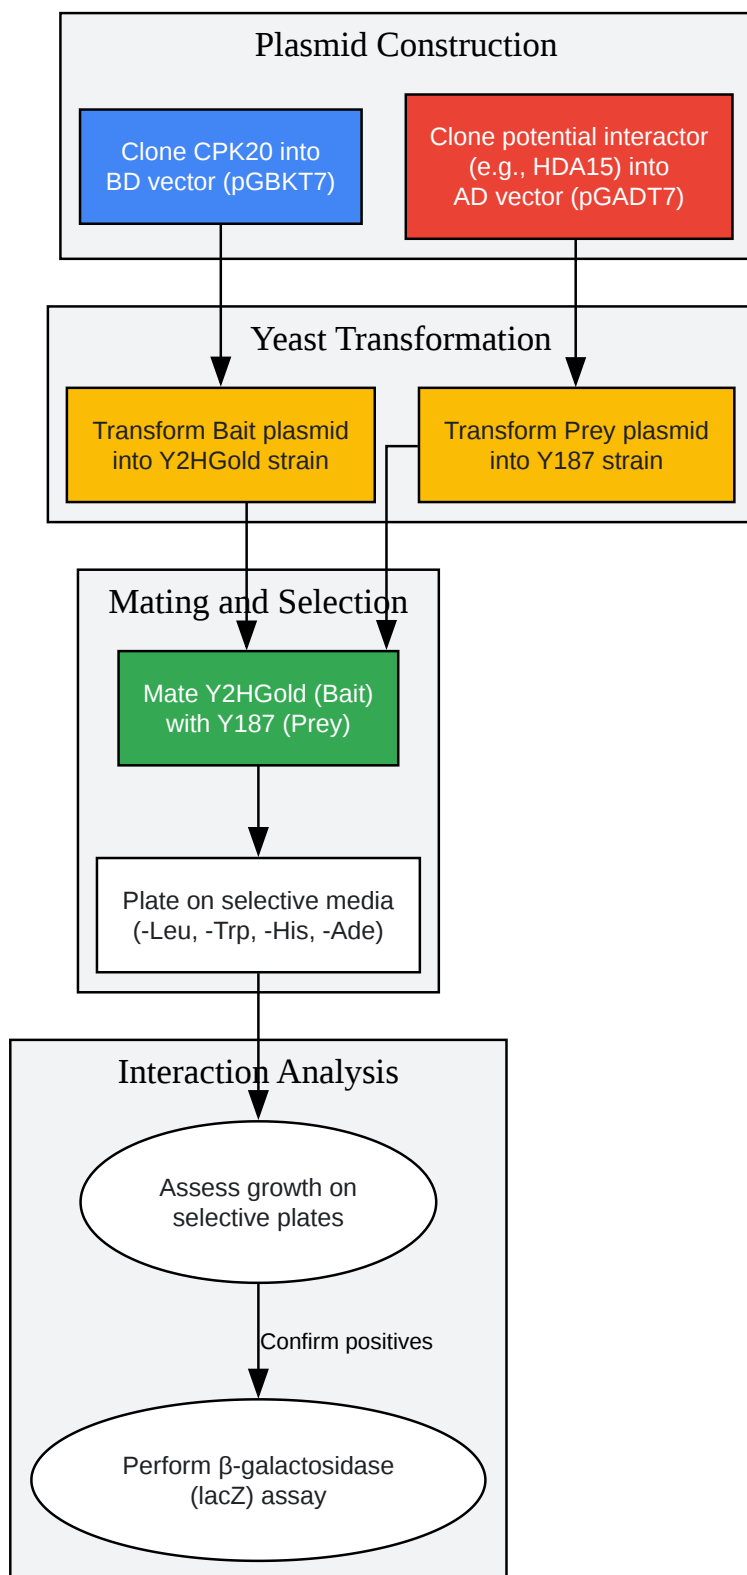 Plasmid Construction
Clone CPK20 into
BD vector (pGBKT7)
Clone potential interactor
(e.g., HDA15) into
AD vector (pGADT7)
Yeast Transformation
Transform Bait plasmid
into Y2HGold strain
Transform Prey plasmid
into Y187 strain
Mating and Selection
Mate Y2HGold (Bait)
with Y187 (Prey)
Plate on selective media
(-Leu, -Trp, -His, -Ade)
Interaction Analysis
Assess growth on
selective plates
Confirm positives
Perform β-galactosidase
(lacZ) assay